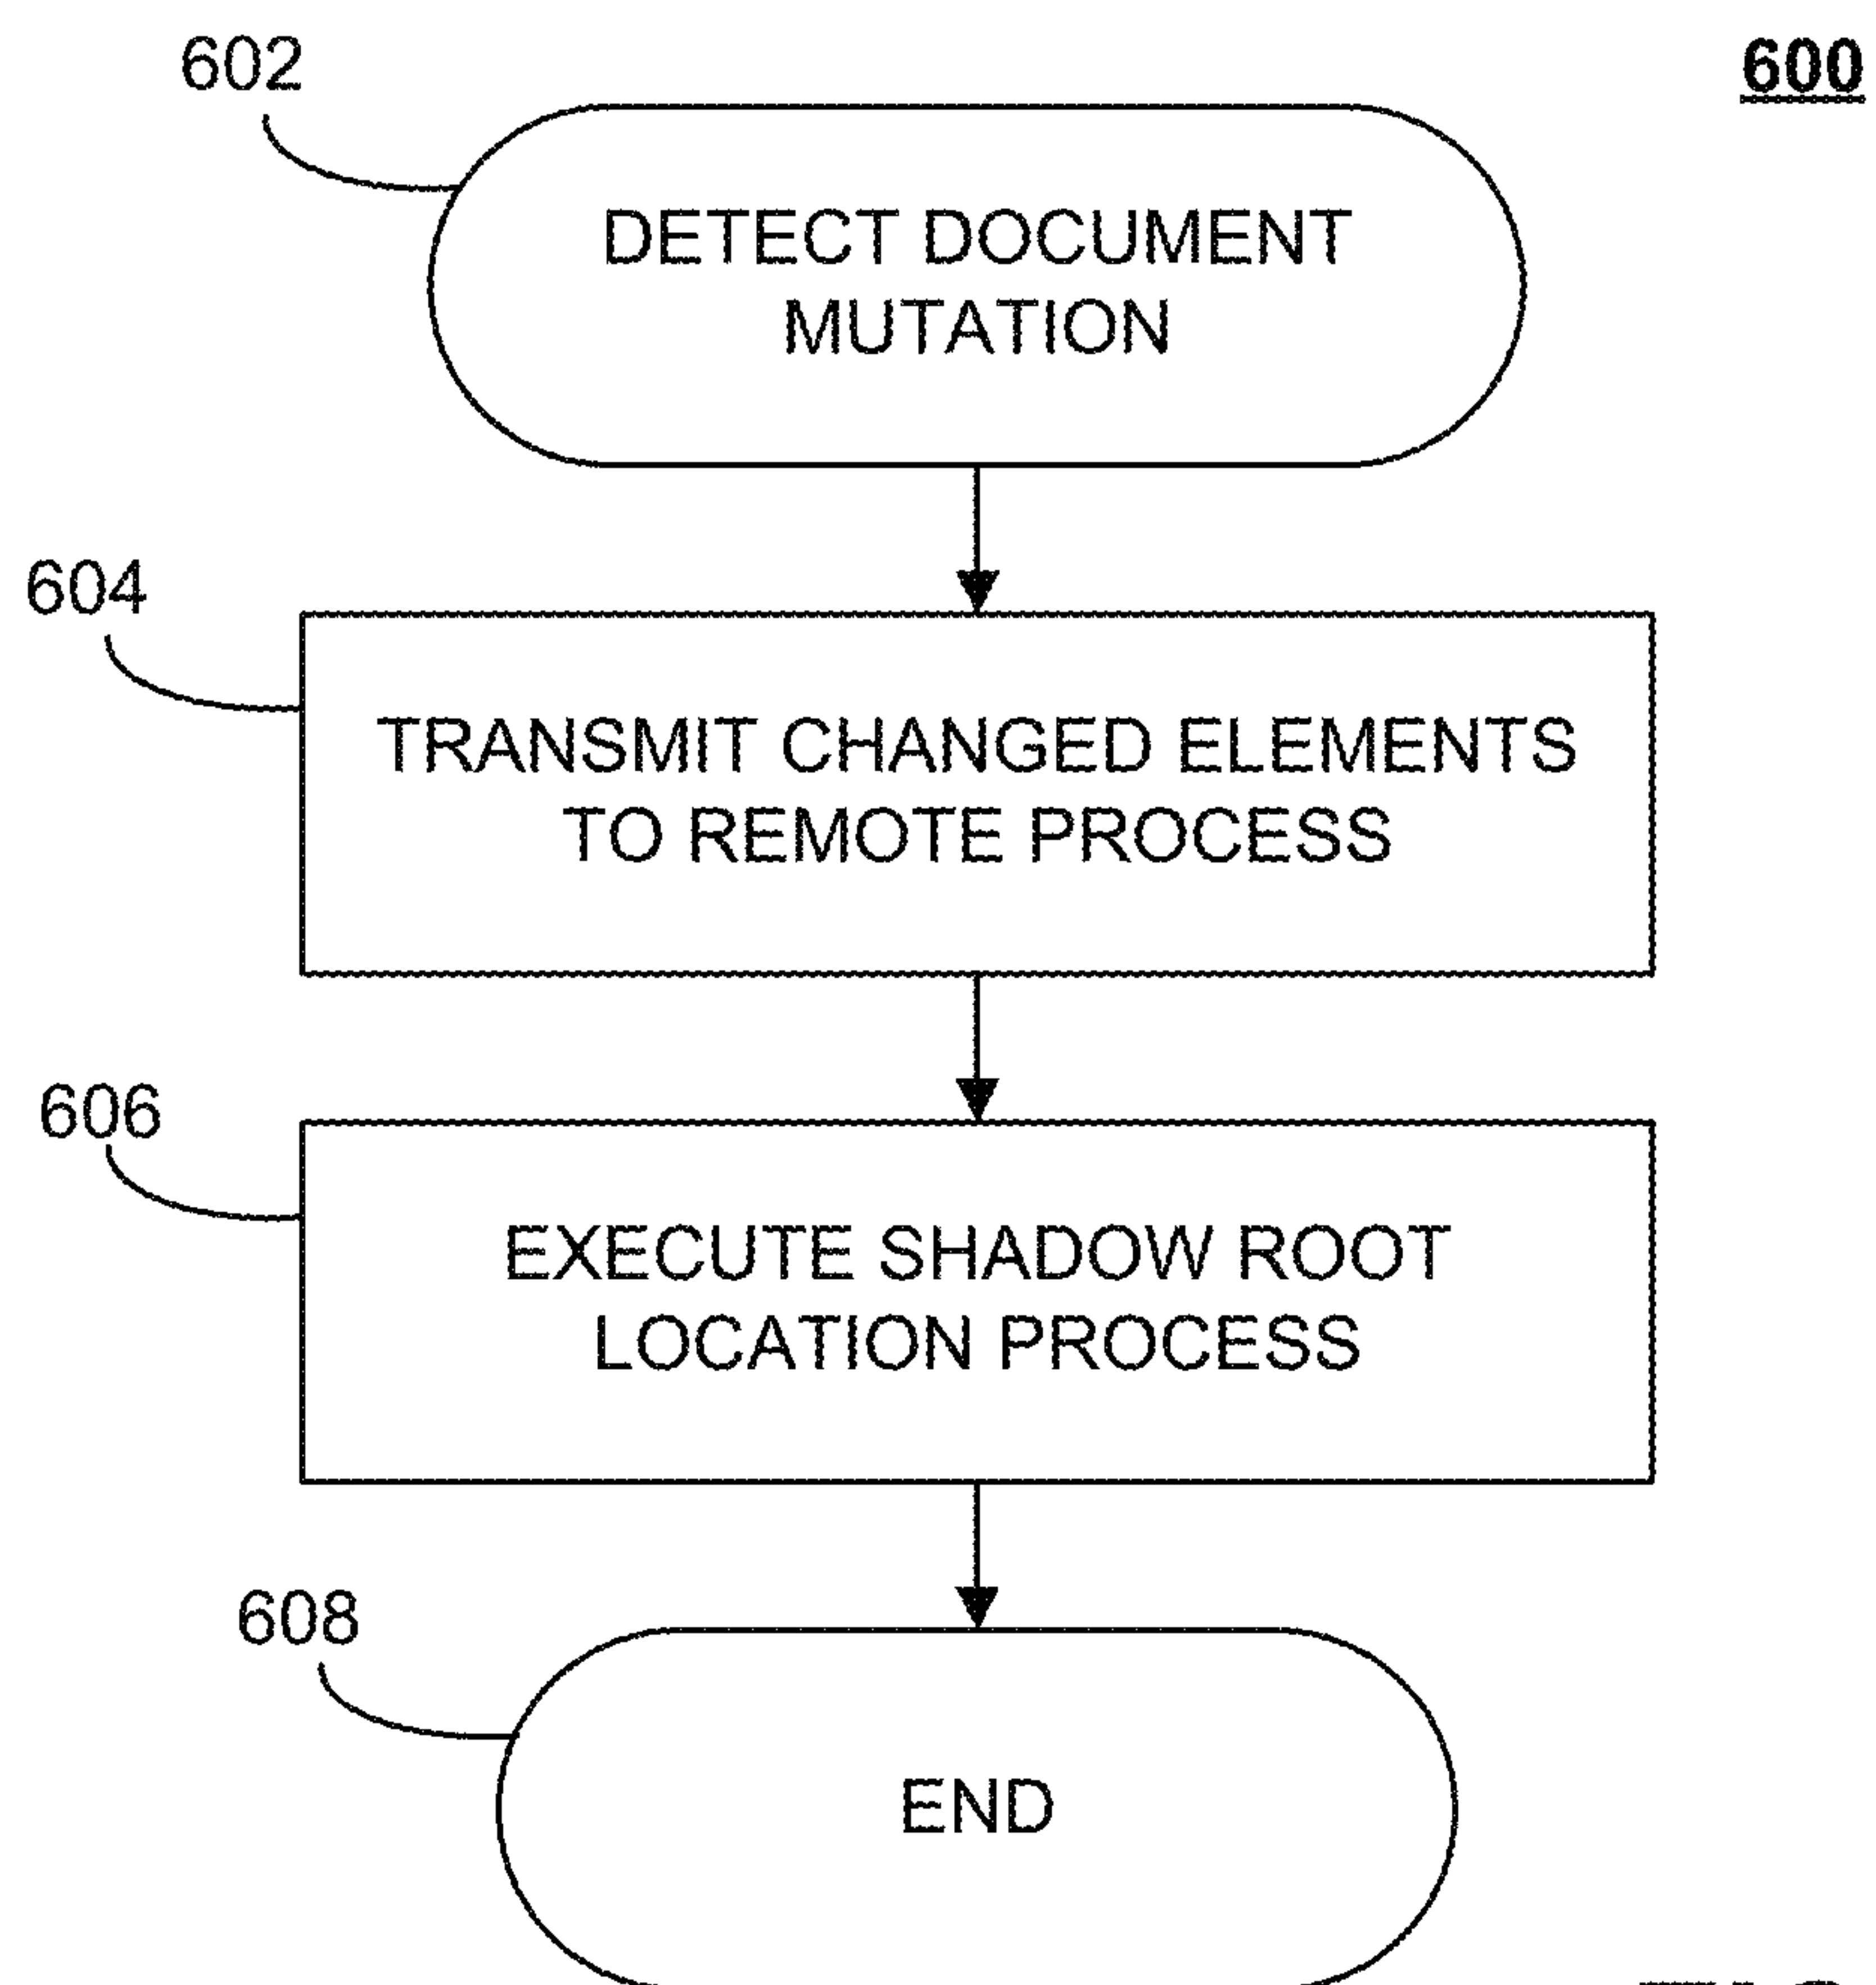 602
600
DETECT DOCUMENT
MUTATION
604
TRANSMIT CHANGED ELEMENTS
TO REMOTE PROCESS
606
EXECUTE SHADOW ROOT
LOCATION PROCESS
608
END